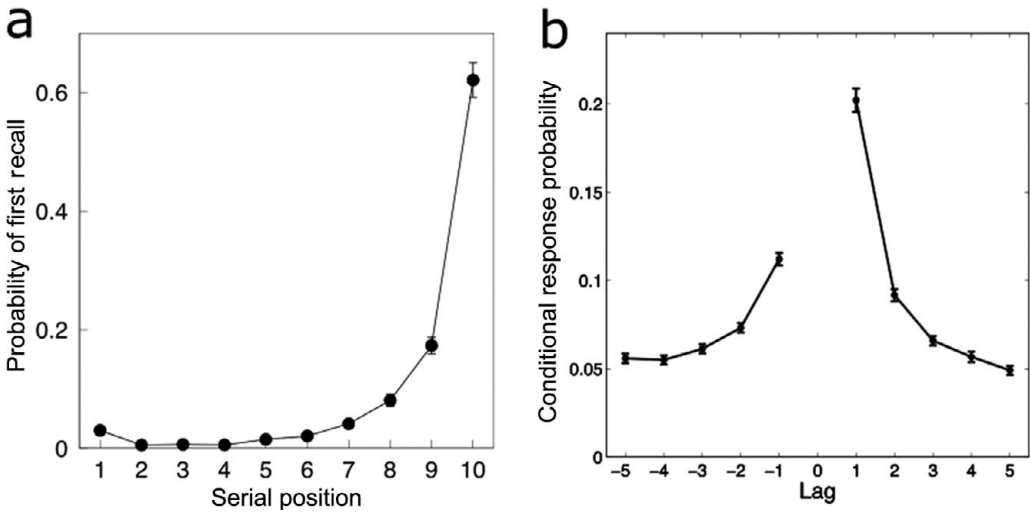 a
Probability of first recall
0.6
0.4
0.2
0
1 2 3 4 5 6 7 8 9 10
Serial position
b
Conditional response probability
0.2
0.15
0.1
0.05
0
−5 −4 −3 −2 −1 0 1 2 3 4 5
Lag